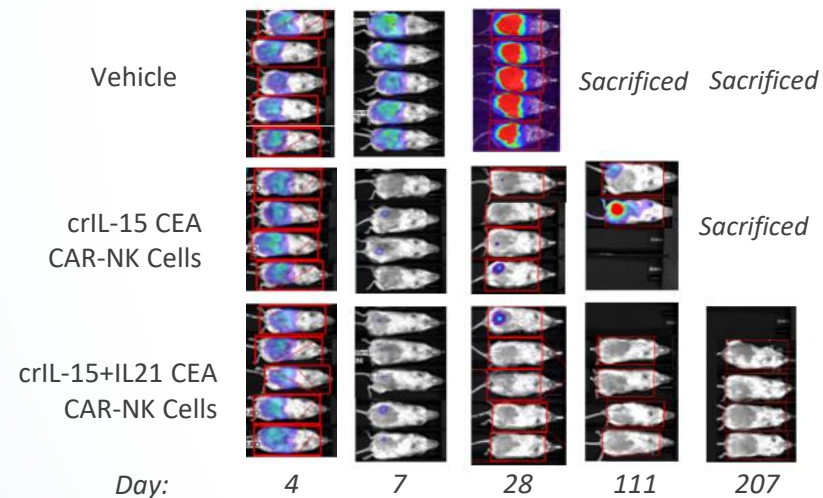 Vehicle
Sacrificed Sacrificed
crIL-15 CEA
CAR-NK Cells
Sacrificed
crIL-15+IL21 CEA
CAR-NK Cells
Day: 4 7 28 111 207